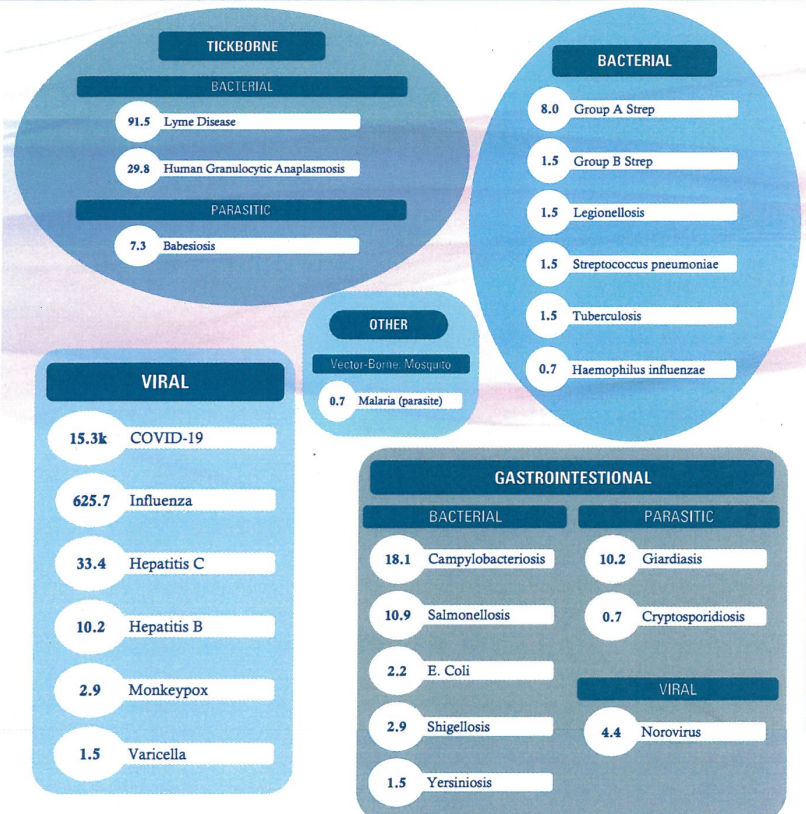 TICKBORNE
BACTERIAL
91.5 Lyme Disease
29.8 Human Granulocytic Anaplasmosis
PARASITIC
7.3 Babesiosis
BACTERIAL
8.0 Group A Strep
1.5 Group B Strep
1.5 Legionellosis
1.5 Streptococcus pneumoniae
1.5 Tuberculosis
0.7 Haemophilus influenzae
OTHER
Vector-Borne: Mosquito
0.7 Malaria (parasite)
VIRAL
15.3k COVID-19
625.7 Influenza
33.4 Hepatitis C
10.2 Hepatitis B
2.9 Monkeypox
1.5 Varicella
GASTROINTESTIONAL
BACTERIAL
18.1 Campylobacteriosis
10.9 Salmonellosis
2.2 E. Coli
2.9 Shigellosis
1.5 Yersiniosis
PARASITIC
10.2 Giardiasis
0.7 Cryptosporidiosis
VIRAL
4.4 Norovirus